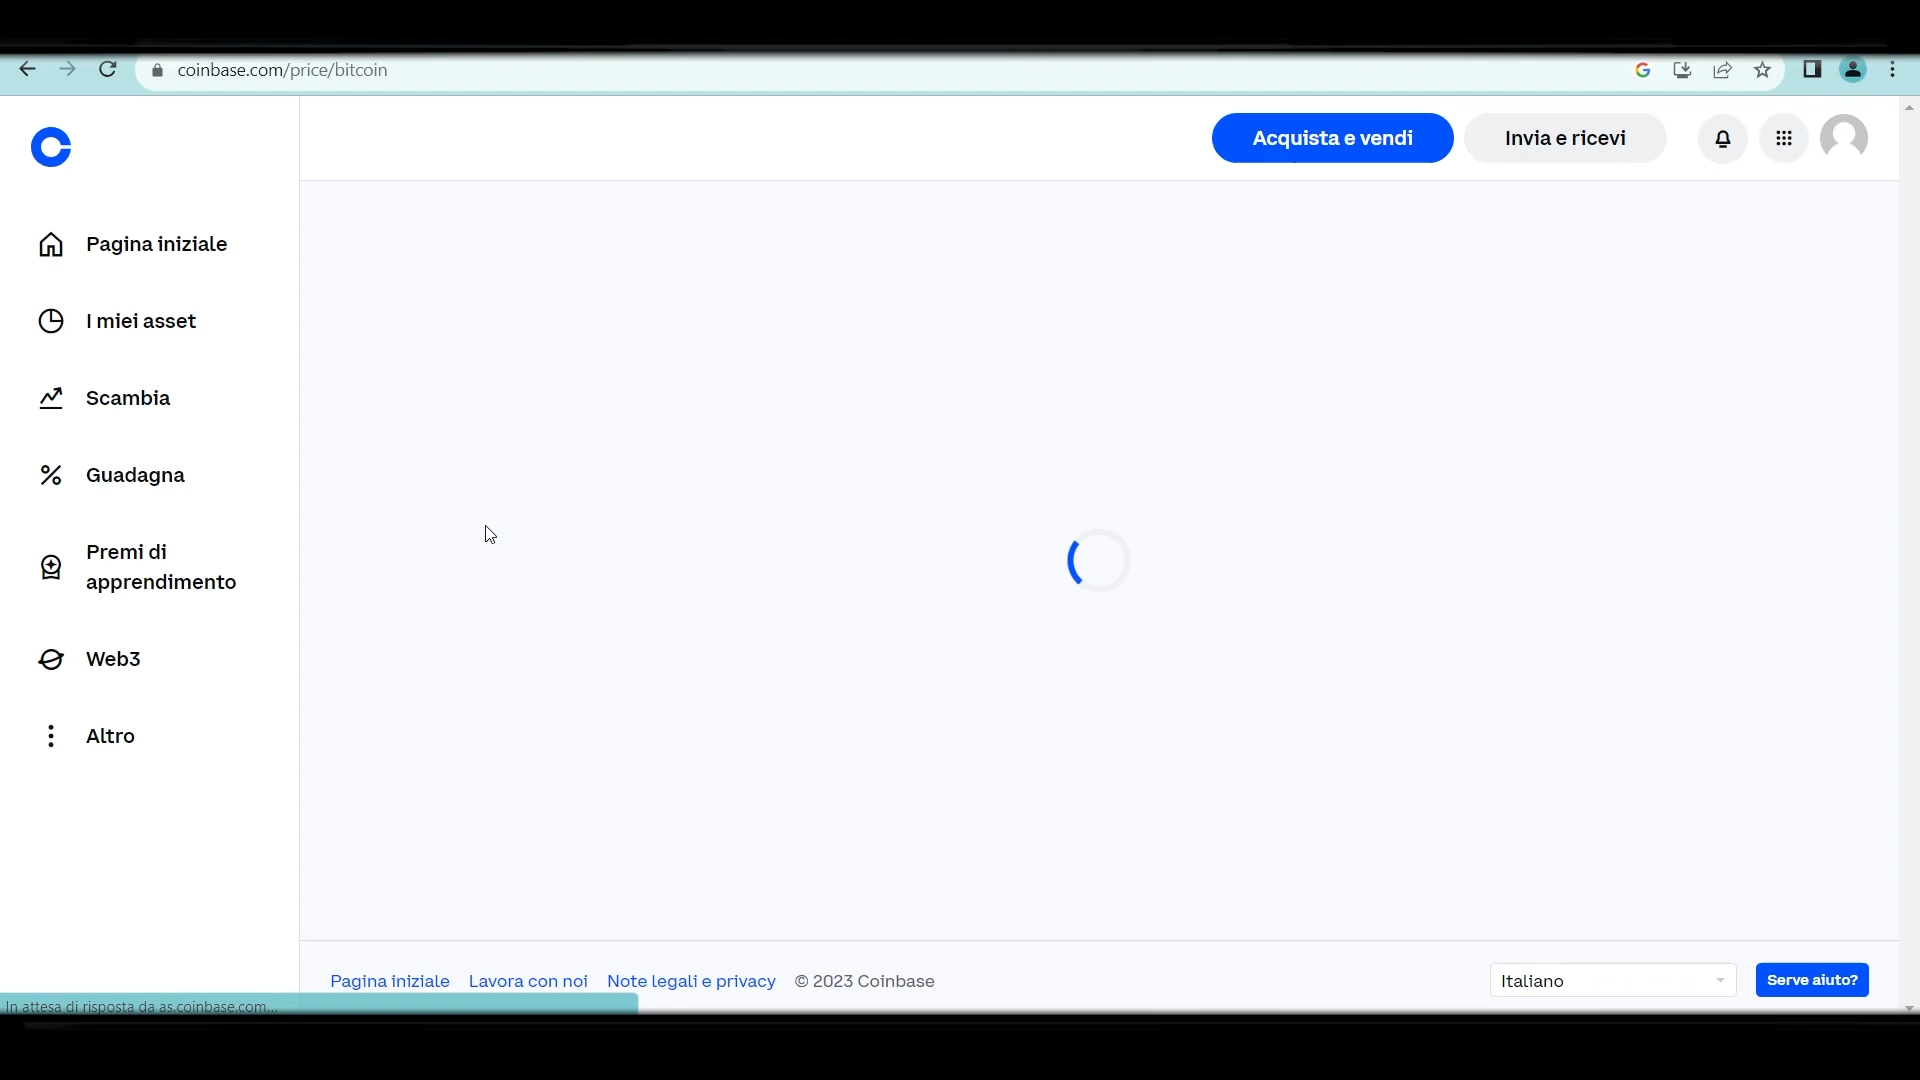 coinbase.com/price/bitcoin
Acquista e vendi
Invia e ricevi
Pagina iniziale
I miei asset
Scambia
Guadagna
Premi di
apprendimento
Web3
Altro
Pagina iniziale Lavora con noi Note legali e privacy © 2023 Coinbase
Italiano
Serve aiuto?
In attesa di risposta da as.coinbase.com...